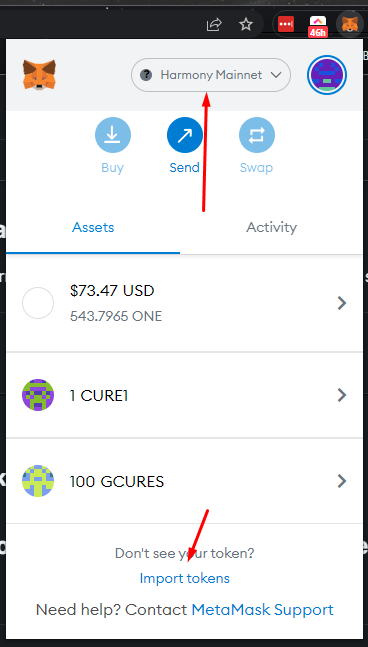 46h
Harmony Mainnet
Buy Send Swap
Assets Activity
$73.47 USD
543.7965 ONE
1 CURE1
100 GCURES
Don't see your token?
Import tokens
Need help? Contact MetaMask Support